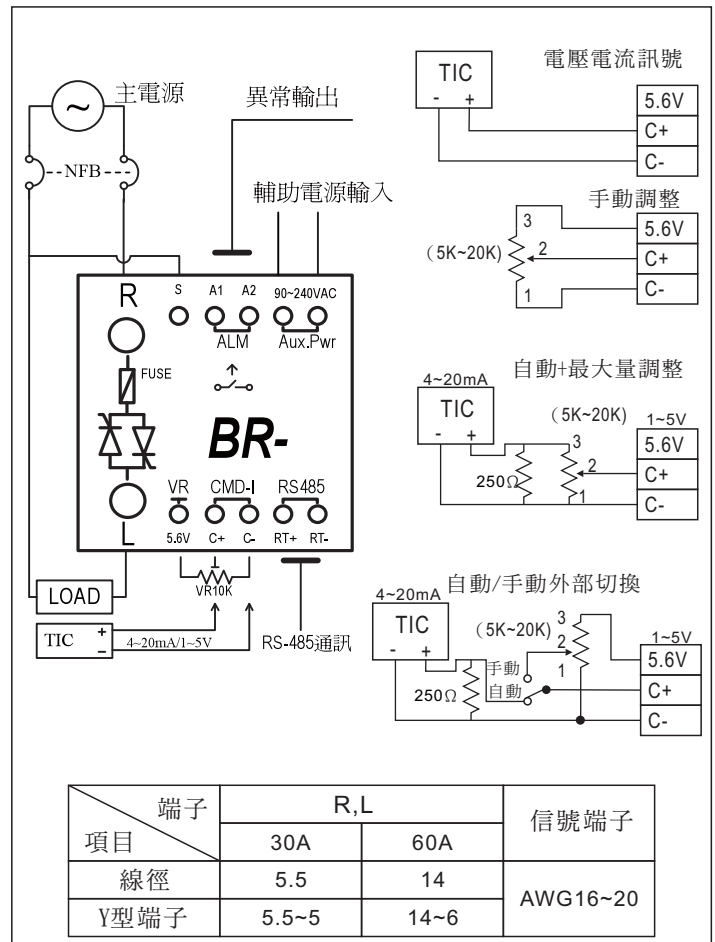 主電源
異常輸出
NFB
輔助電源輸入
R
S
A1
A2
90~240VAC
ALM
Aux.Pwr
FUSE
BR-
VR
CMD-I
RS485
L
5.6V
C+
C-
RT+
RT-
LOAD
VR10K
TIC
+
-
4~20mA/1~5V
RS-485通訊
電壓電流訊號
TIC
- +
5.6V
C+
C-
手動調整
(5K~20K)
3
2
1
5.6V
C+
C-
自動+最大量調整
4~20mA
TIC
- +
(5K~20K)
250Ω
3
2
1
1~5V
5.6V
C+
C-
自動/手動外部切換
4~20mA
TIC
- +
(5K~20K)
250Ω
手動
自動
3
2
1
1~5V
5.6V
C+
C-
端子 R,L 信號端子
項目 30A 60A
線徑 5.5 14 AWG16~20
Y型端子 5.5~5 14~6